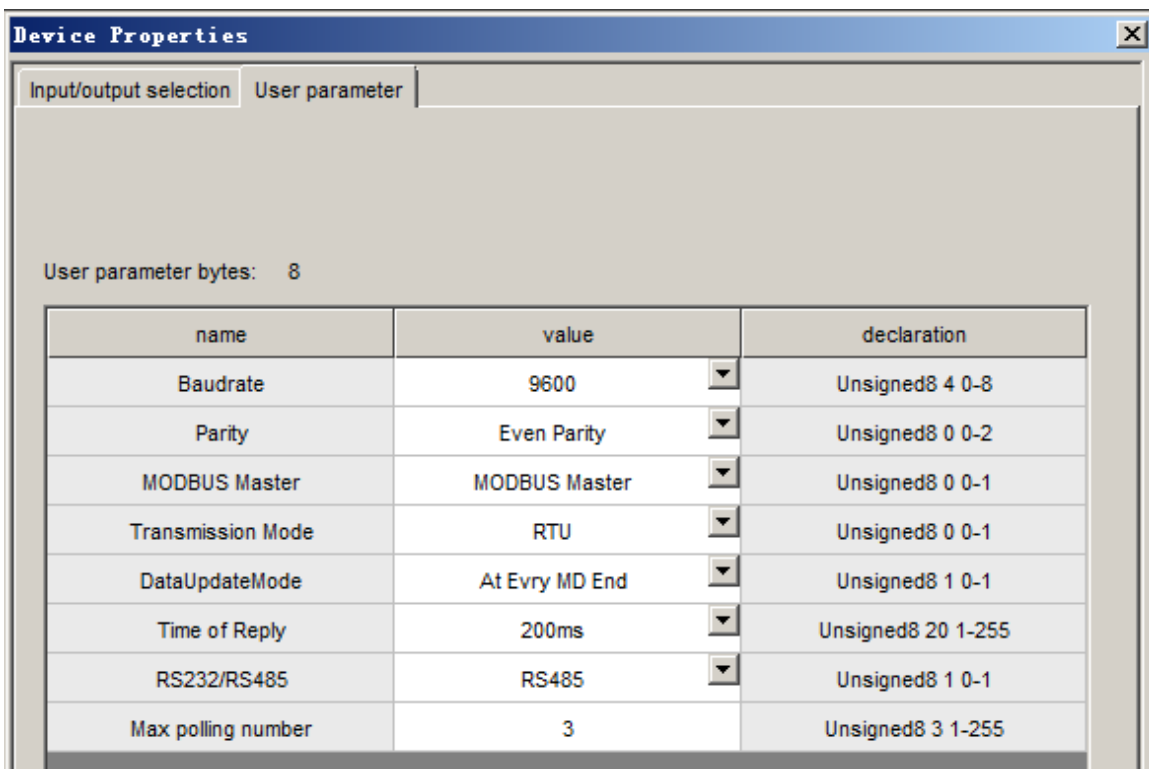 Device Properties
Input/output selection User parameter
User parameter bytes: 8
name value declaration
Baudrate 9600 Unsigned8 4 0-8
Parity Even Parity Unsigned8 0 0-2
MODBUS Master MODBUS Master Unsigned8 0 0-1
Transmission Mode RTU Unsigned8 0 0-1
DataUpdateMode At Evry MD End Unsigned8 1 0-1
Time of Reply 200ms Unsigned8 20 1-255
RS232/RS485 RS485 Unsigned8 1 0-1
Max polling number 3 Unsigned8 3 1-255